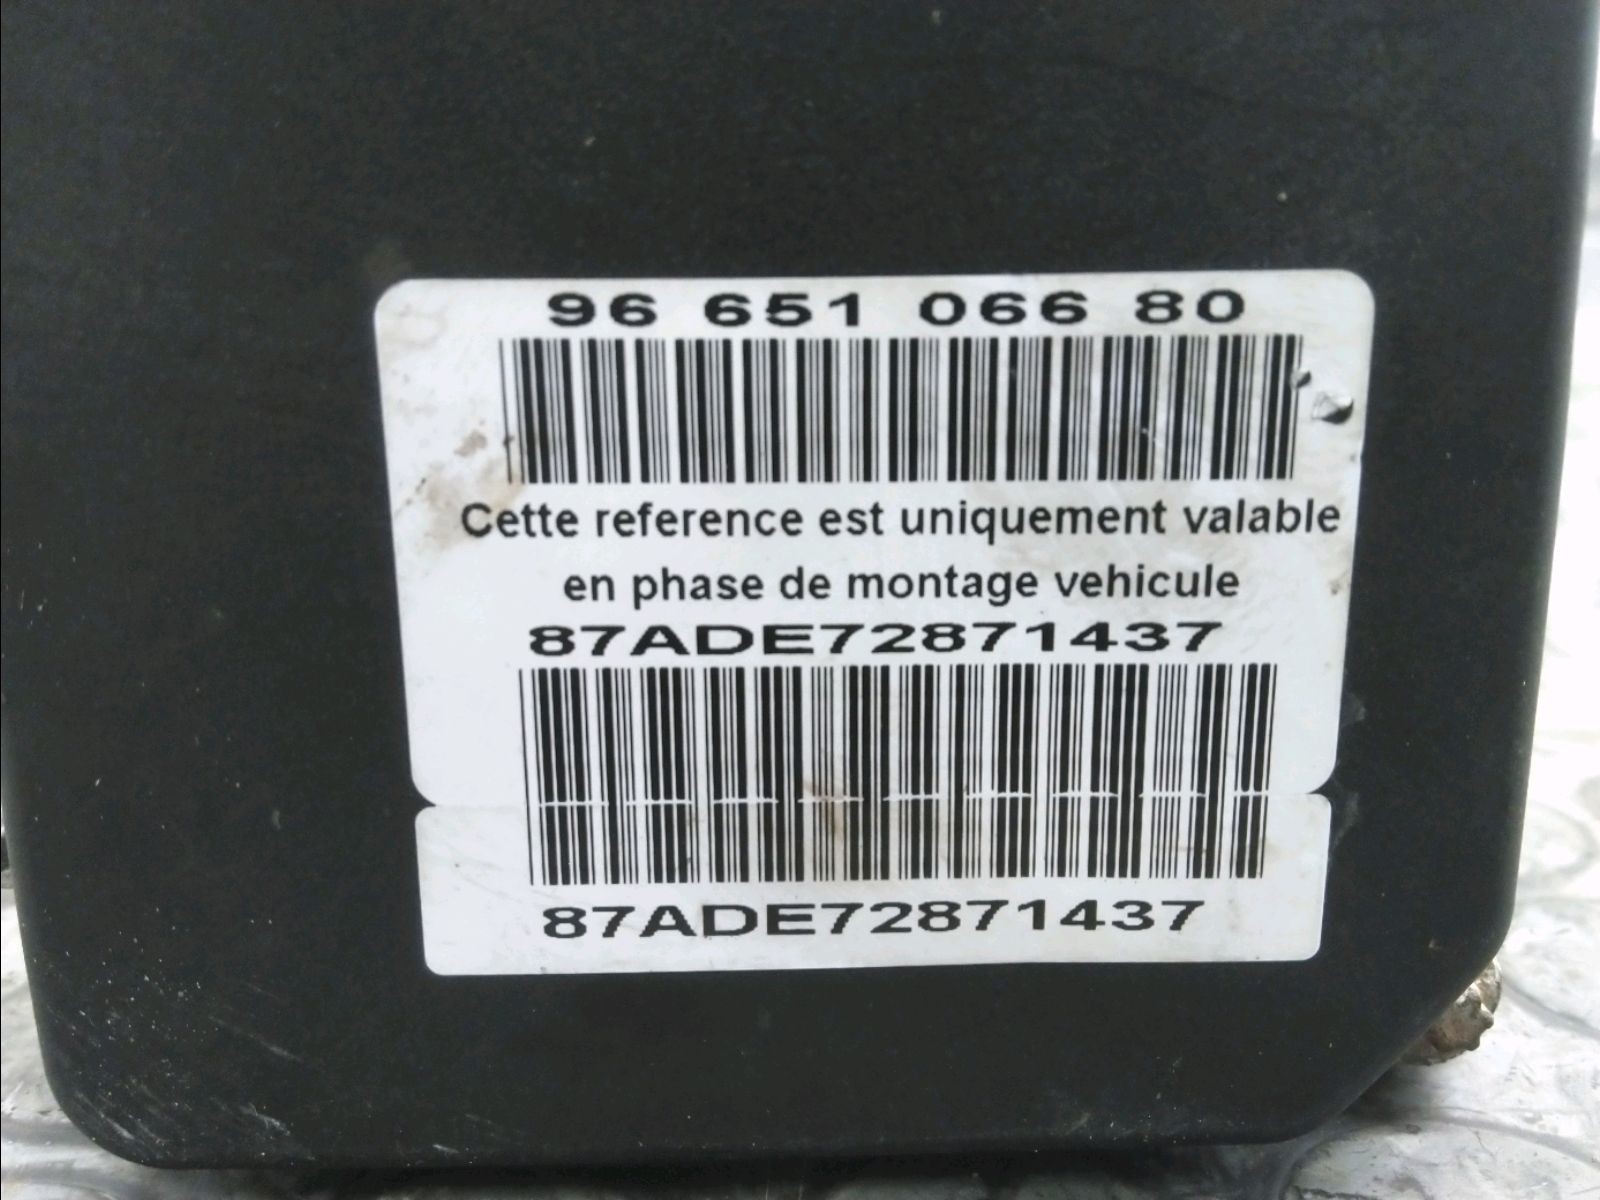 96 651 066 80
Cette reference est uniquement valable
en phase de montage vehicule
87ADE72871437
87ADE72871437